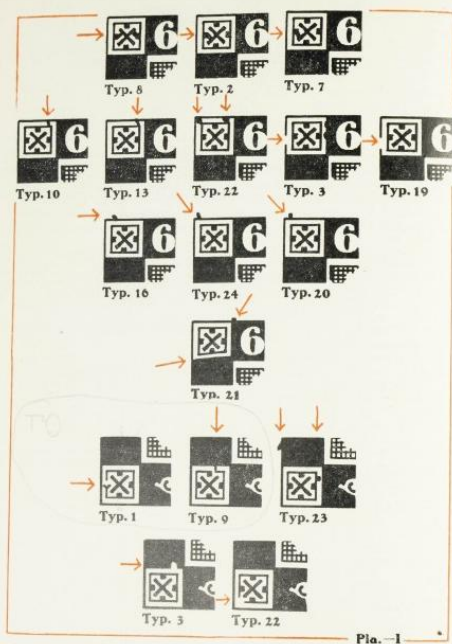 6 6 6
Typ. 8 Typ. 2 Typ. 7
6 6 6 6 6
Typ. 10 Typ. 13 Typ. 22 Typ. 3 Typ. 19
6 6 6
Typ. 16 Typ. 24 Typ. 20
6
Typ. 21
Typ. 1 Typ. 9 Typ. 23
Typ. 3 Typ. 22
Pla.—1